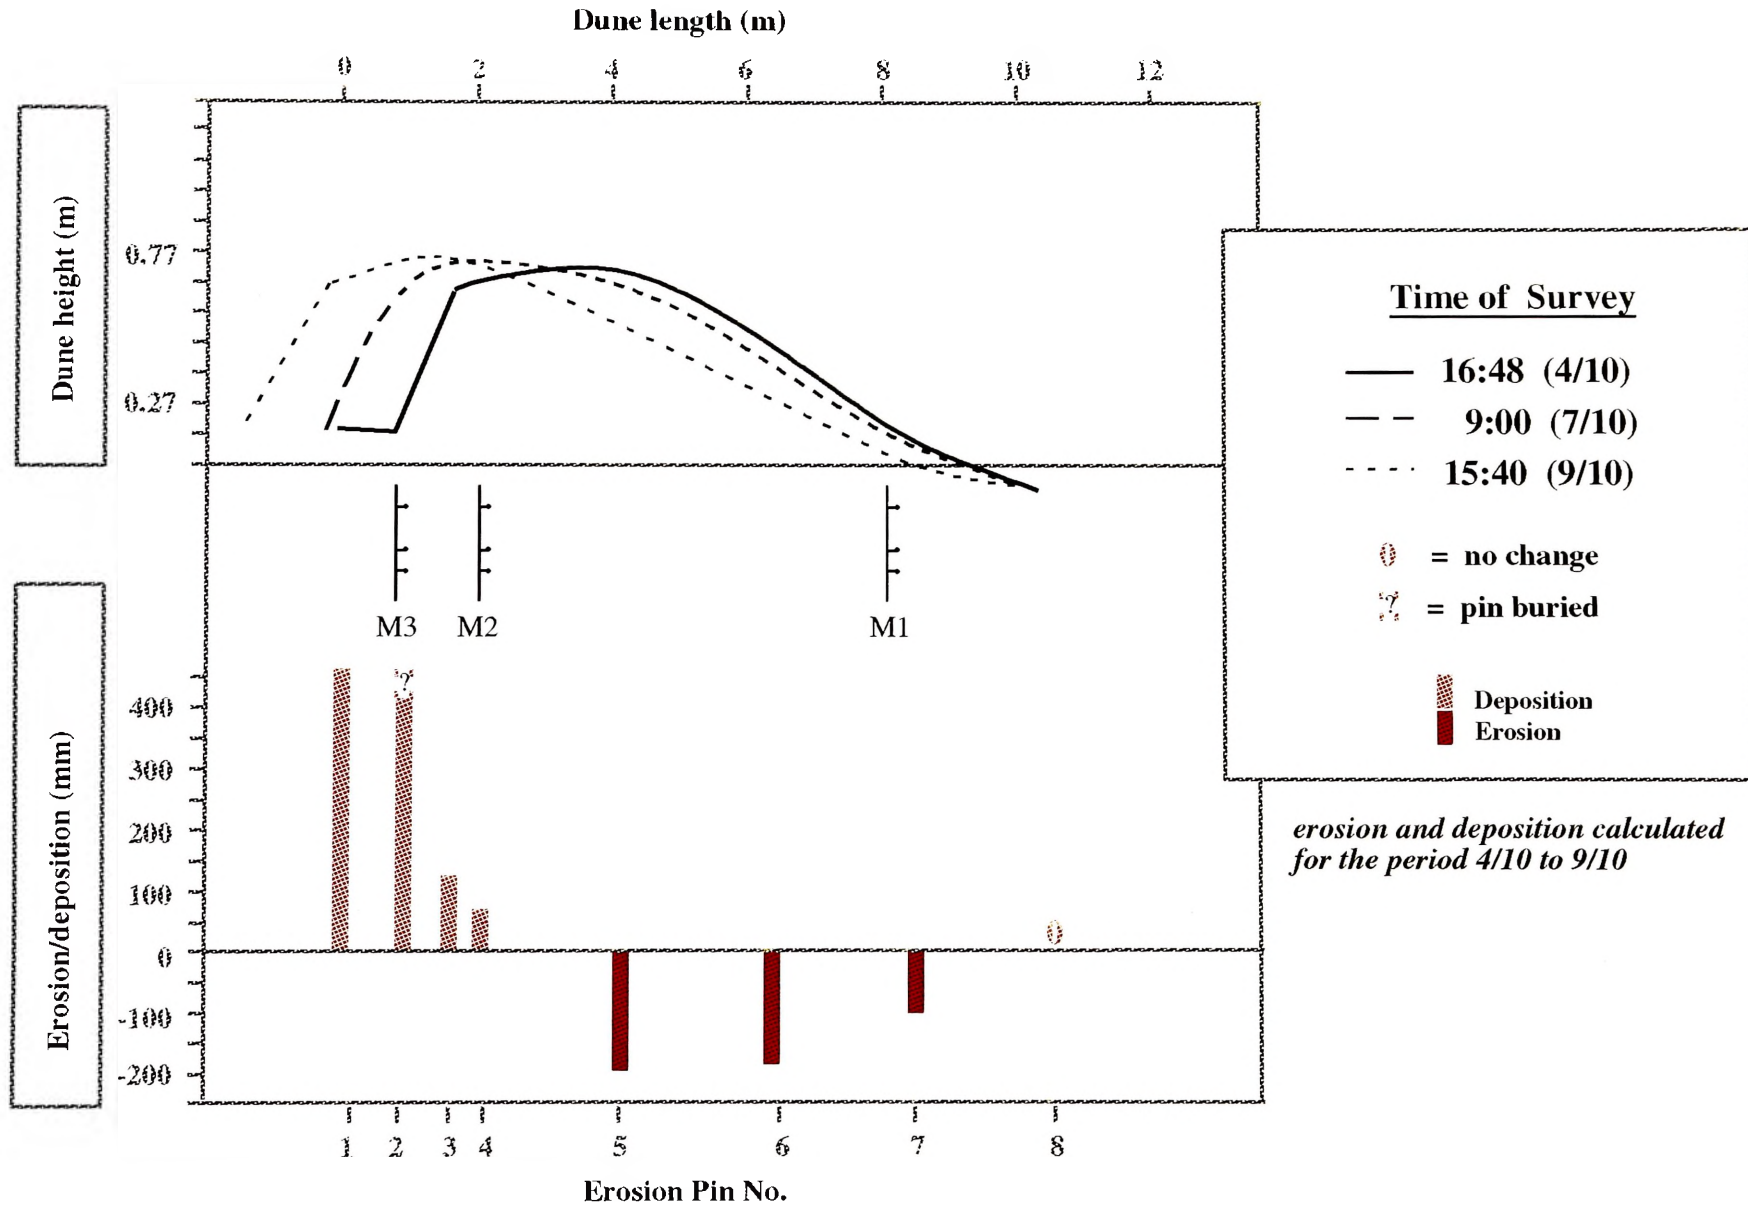 Dune length (m)
0 2 4 6 8 10 12
Dune height (m)
0.77
0.27
Time of Survey
16:48 (4/10)
9:00 (7/10)
15:40 (9/10)
0 = no change
? = pin buried
Deposition
Erosion
M3 M2 M1
erosion and deposition calculated
for the period 4/10 to 9/10
Erosion/deposition (mm)
?
400
300
200
100
0
0
-100
-200
1 2 3 4 5 6 7 8
Erosion Pin No.